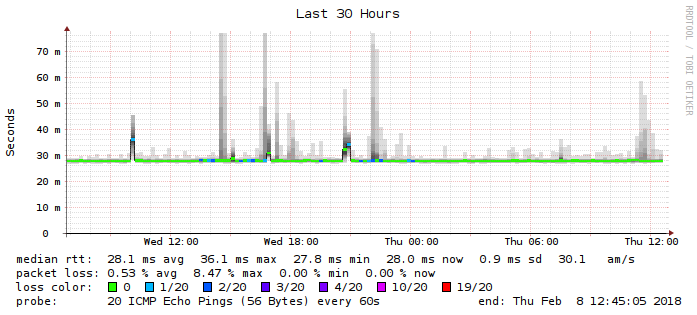 Last 30 Hours
RRDTOOL / TOBI OETIKER
Seconds
70 m
60 m
50 m
40 m
30 m
20 m
10 m
0
Wed 12:00 Wed 18:00 Thu 00:00 Thu 06:00 Thu 12:00
median rtt: 28.1 ms avg 36.1 ms max 27.8 ms min 28.0 ms now 0.9 ms sd 30.1 am/s
packet loss: 0.53 % avg 8.47 % max 0.00 % min 0.00 % now
loss color: 0 1/20 2/20 3/20 4/20 10/20 19/20
probe: 20 ICMP Echo Pings (56 Bytes) every 60s end: Thu Feb 8 12:45:05 2018